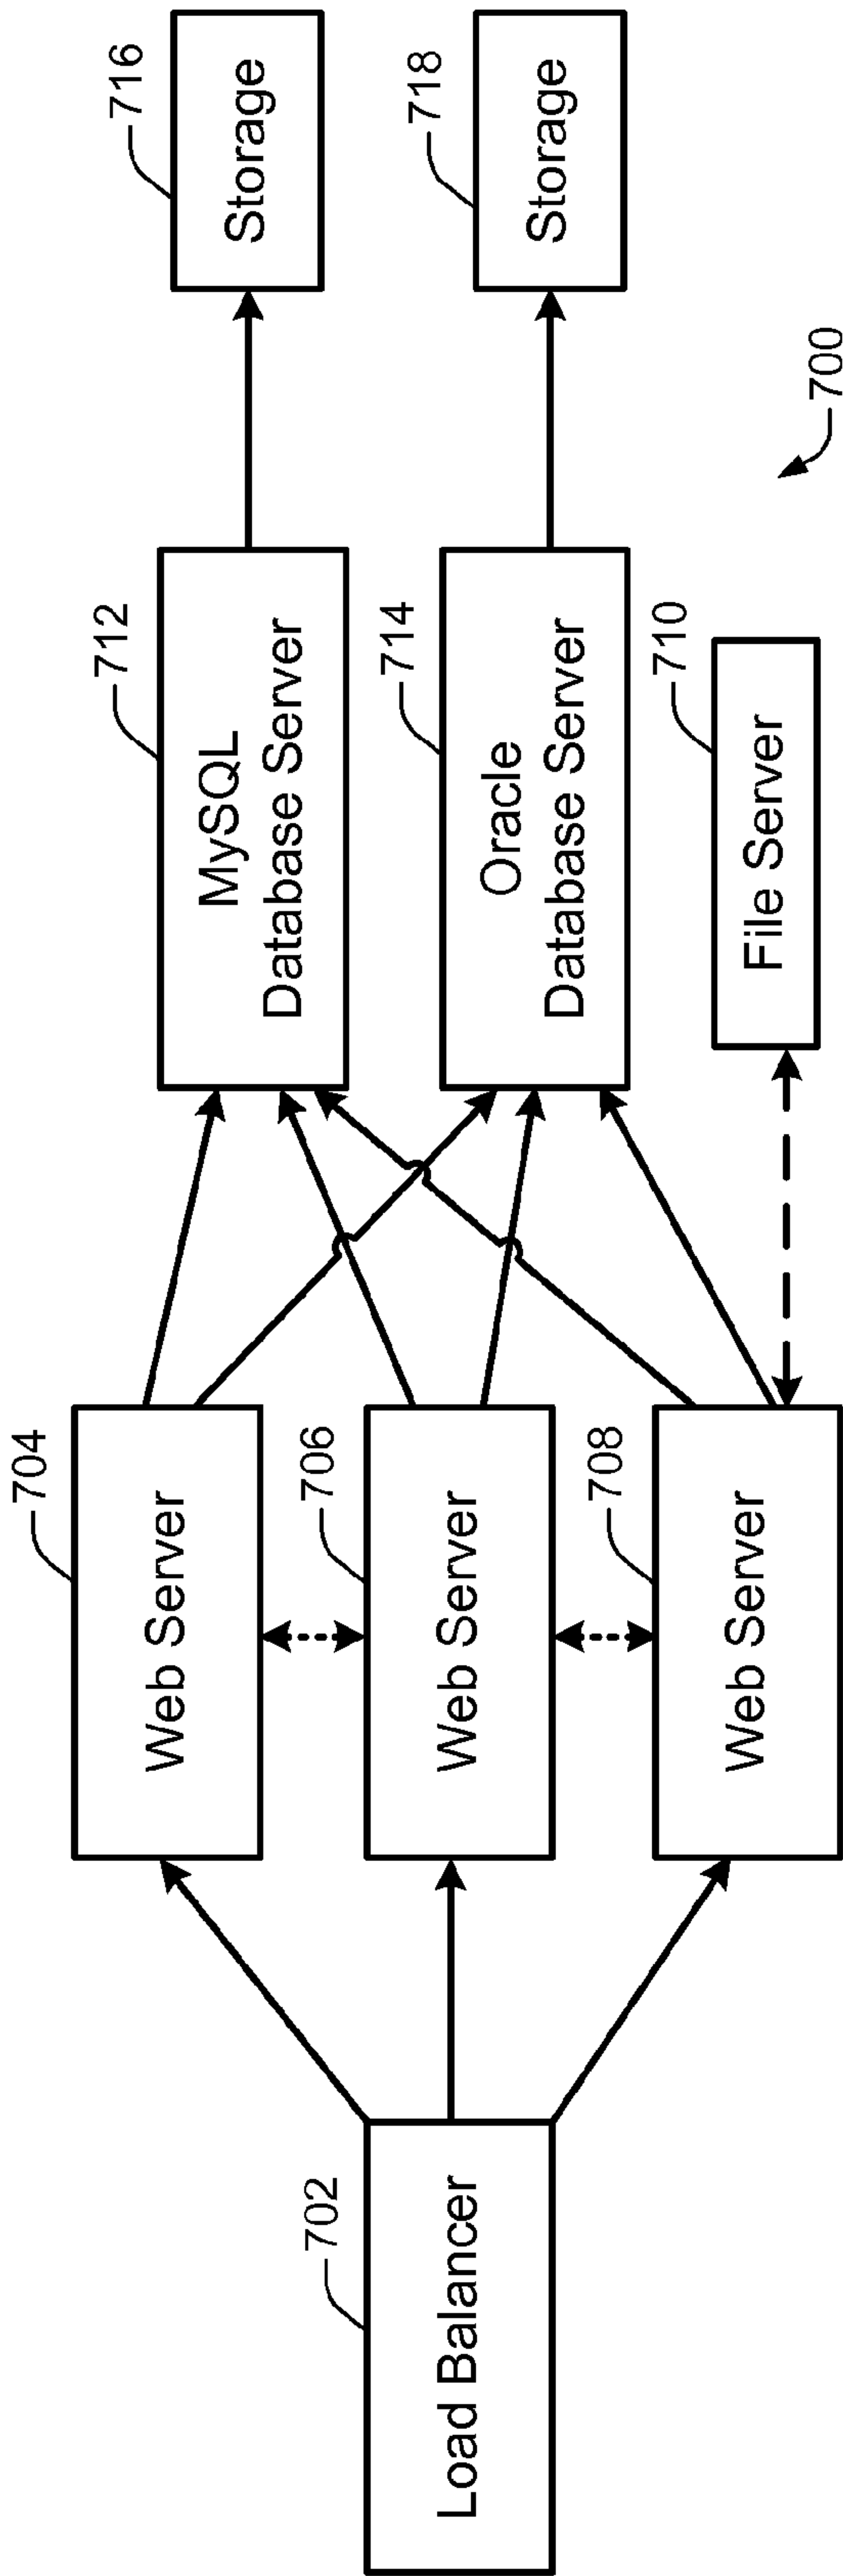 702
Load Balancer
704
Web Server
706
Web Server
708
Web Server
712
MySQL
Database Server
714
Oracle
Database Server
710
File Server
716
Storage
718
Storage
700